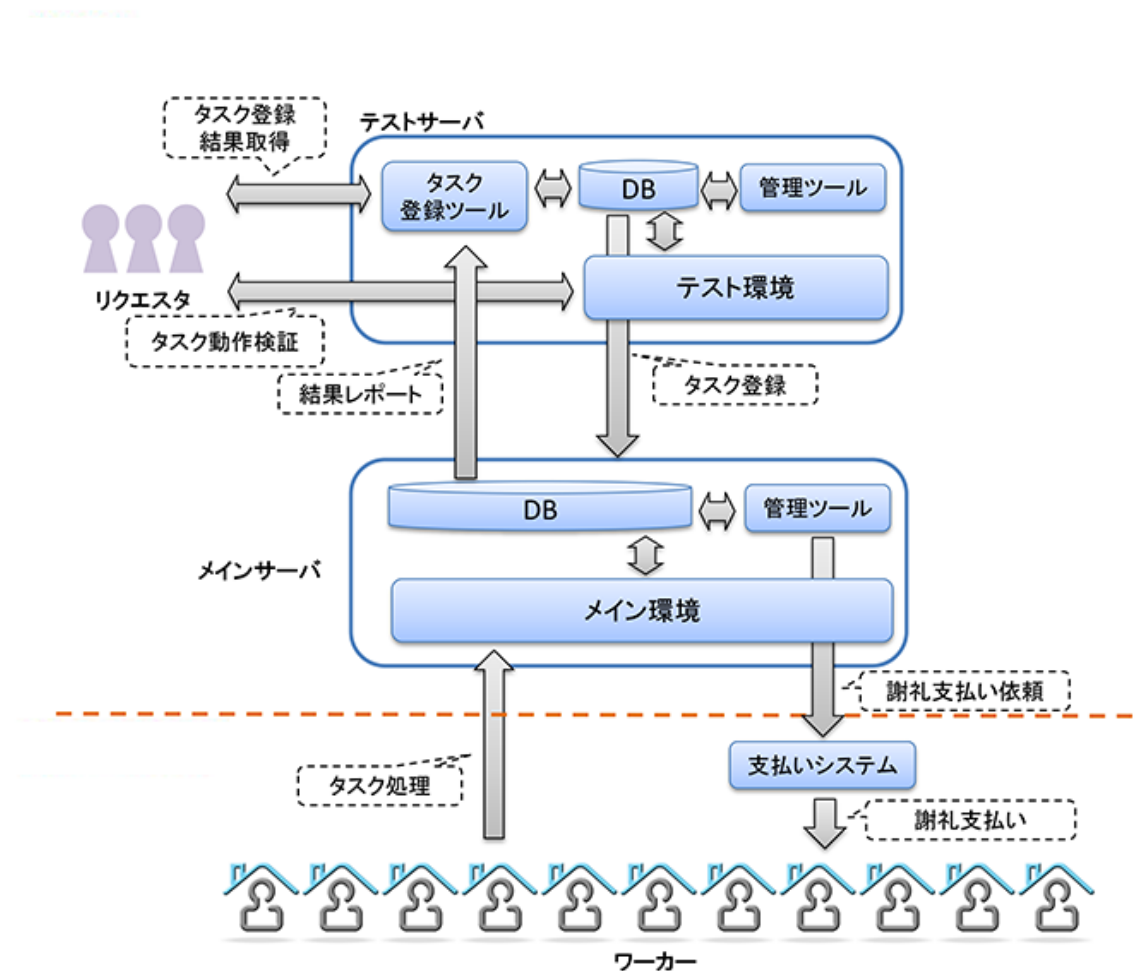 タスク登録
結果取得
テストサーバ
タスク
登録ツール
DB
管理ツール
テスト環境
リクエスタ
タスク動作検証
結果レポート
タスク登録
DB
管理ツール
メインサーバ
メイン環境
謝礼支払い依頼
支払いシステム
タスク処理
謝礼支払い
ワーカー